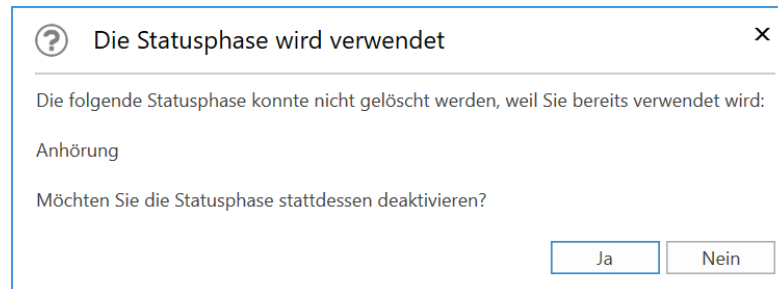 Die Statusphase wird verwendet
Die folgende Statusphase konnte nicht gelöscht werden, weil Sie bereits verwendet wird:
Anhörung
Möchten Sie die Statusphase stattdessen deaktivieren?
Ja Nein